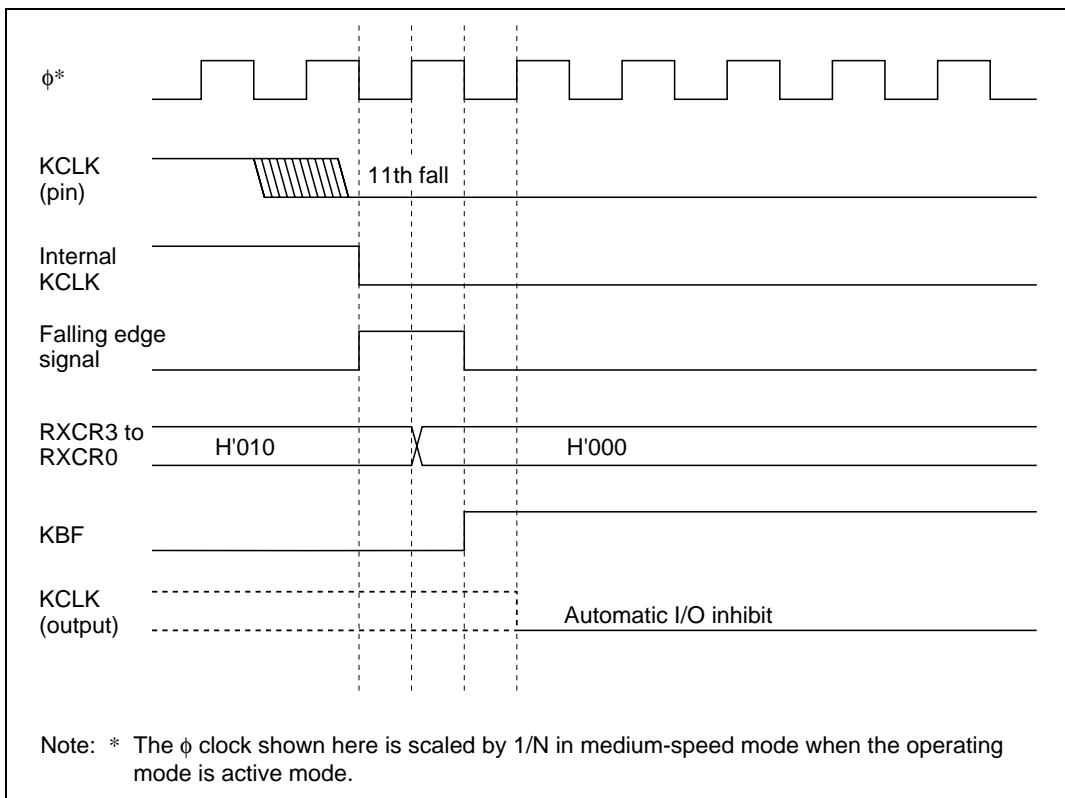 φ*
KCLK
(pin)
11th fall
Internal
KCLK
Falling edge
signal
RXCR3 to
RXCR0
H'010
H'000
KBF
KCLK
(output)
Automatic I/O inhibit
Note: * The φ clock shown here is scaled by 1/N in medium-speed mode when the operating
mode is active mode.